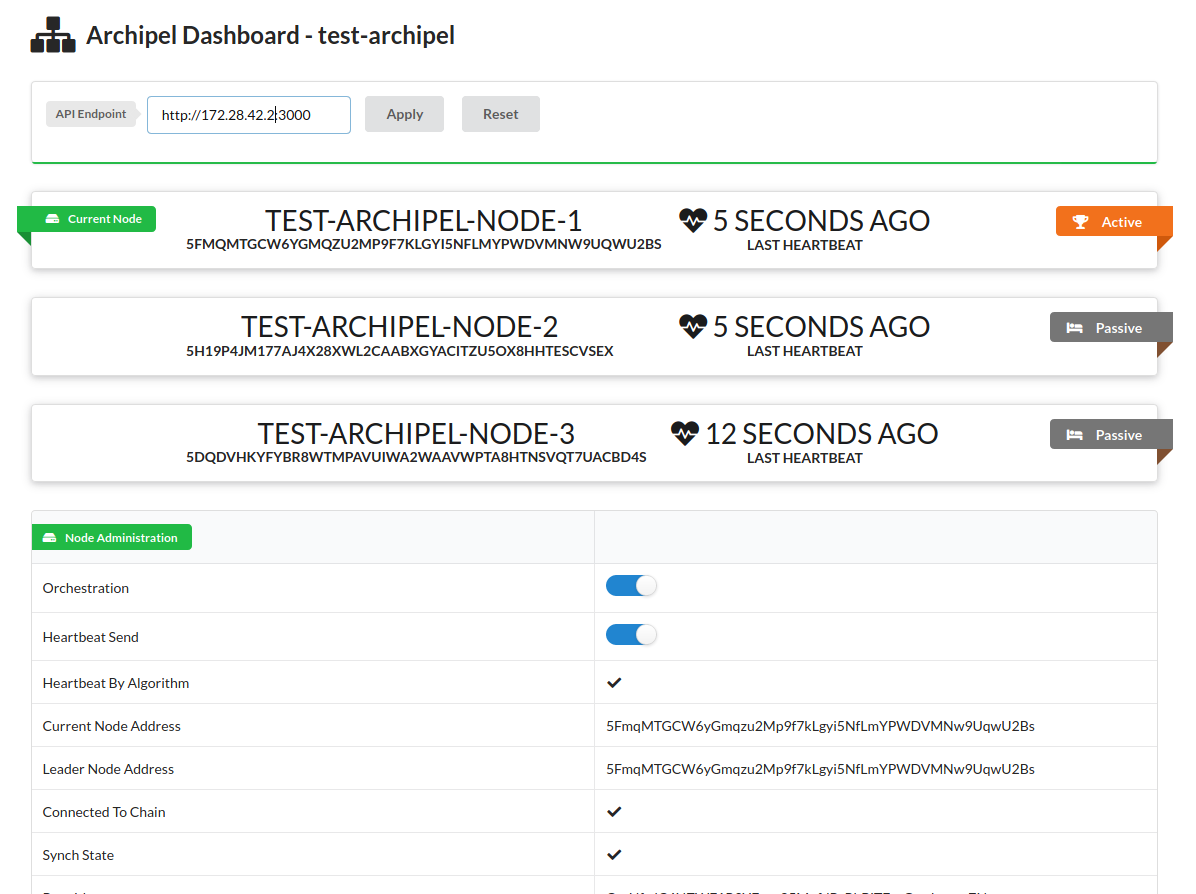 Archipel Dashboard - test-archipel
API Endpoint http://172.28.42.2:3000 Apply Reset
Current Node TEST-ARCHIPEL-NODE-1 5 SECONDS AGO Active
5FMQMTGCW6YGMQZU2MP9F7KLGYI5NFLMYPWDVMNW9UQWU2BS LAST HEARTBEAT
TEST-ARCHIPEL-NODE-2 5 SECONDS AGO Passive
5H19P4JM177AJ4X28XWL2CAABXGYACITZU5OX8HHTESCVSEX LAST HEARTBEAT
TEST-ARCHIPEL-NODE-3 12 SECONDS AGO Passive
5DQDVHKYFYBR8WTMPAVUIWA2WAAVWPTA8HTNSVQT7UACBD4S LAST HEARTBEAT
Node Administration
Orchestration
Heartbeat Send
Heartbeat By Algorithm
Current Node Address 5FmqMTGCW6yGmqzu2Mp9f7kLgyi5NfLmYPWDVMNw9UqwU2Bs
Leader Node Address 5FmqMTGCW6yGmqzu2Mp9f7kLgyi5NfLmYPWDVMNw9UqwU2Bs
Connected To Chain
Synch State